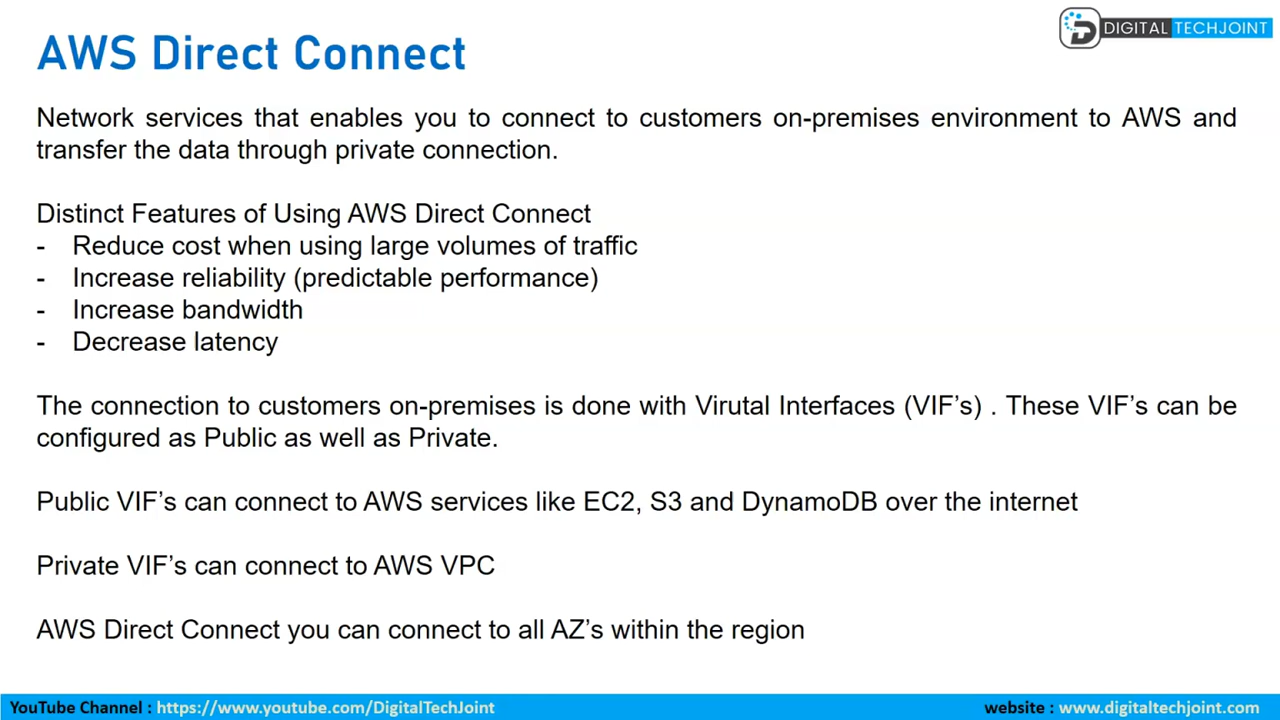 AWS Direct Connect
DIGITAL TECHJOINT
Network services that enables you to connect to customers on-premises environment to AWS and
transfer the data through private connection.
Distinct Features of Using AWS Direct Connect
- Reduce cost when using large volumes of traffic
- Increase reliability (predictable performance)
- Increase bandwidth
- Decrease latency
The connection to customers on-premises is done with Virutal Interfaces (VIF’s) . These VIF’s can be
configured as Public as well as Private.
Public VIF’s can connect to AWS services like EC2, S3 and DynamoDB over the internet
Private VIF’s can connect to AWS VPC
AWS Direct Connect you can connect to all AZ’s within the region
YouTube Channel : https://www.youtube.com/DigitalTechJoint
website : www.digitaltechjoint.com